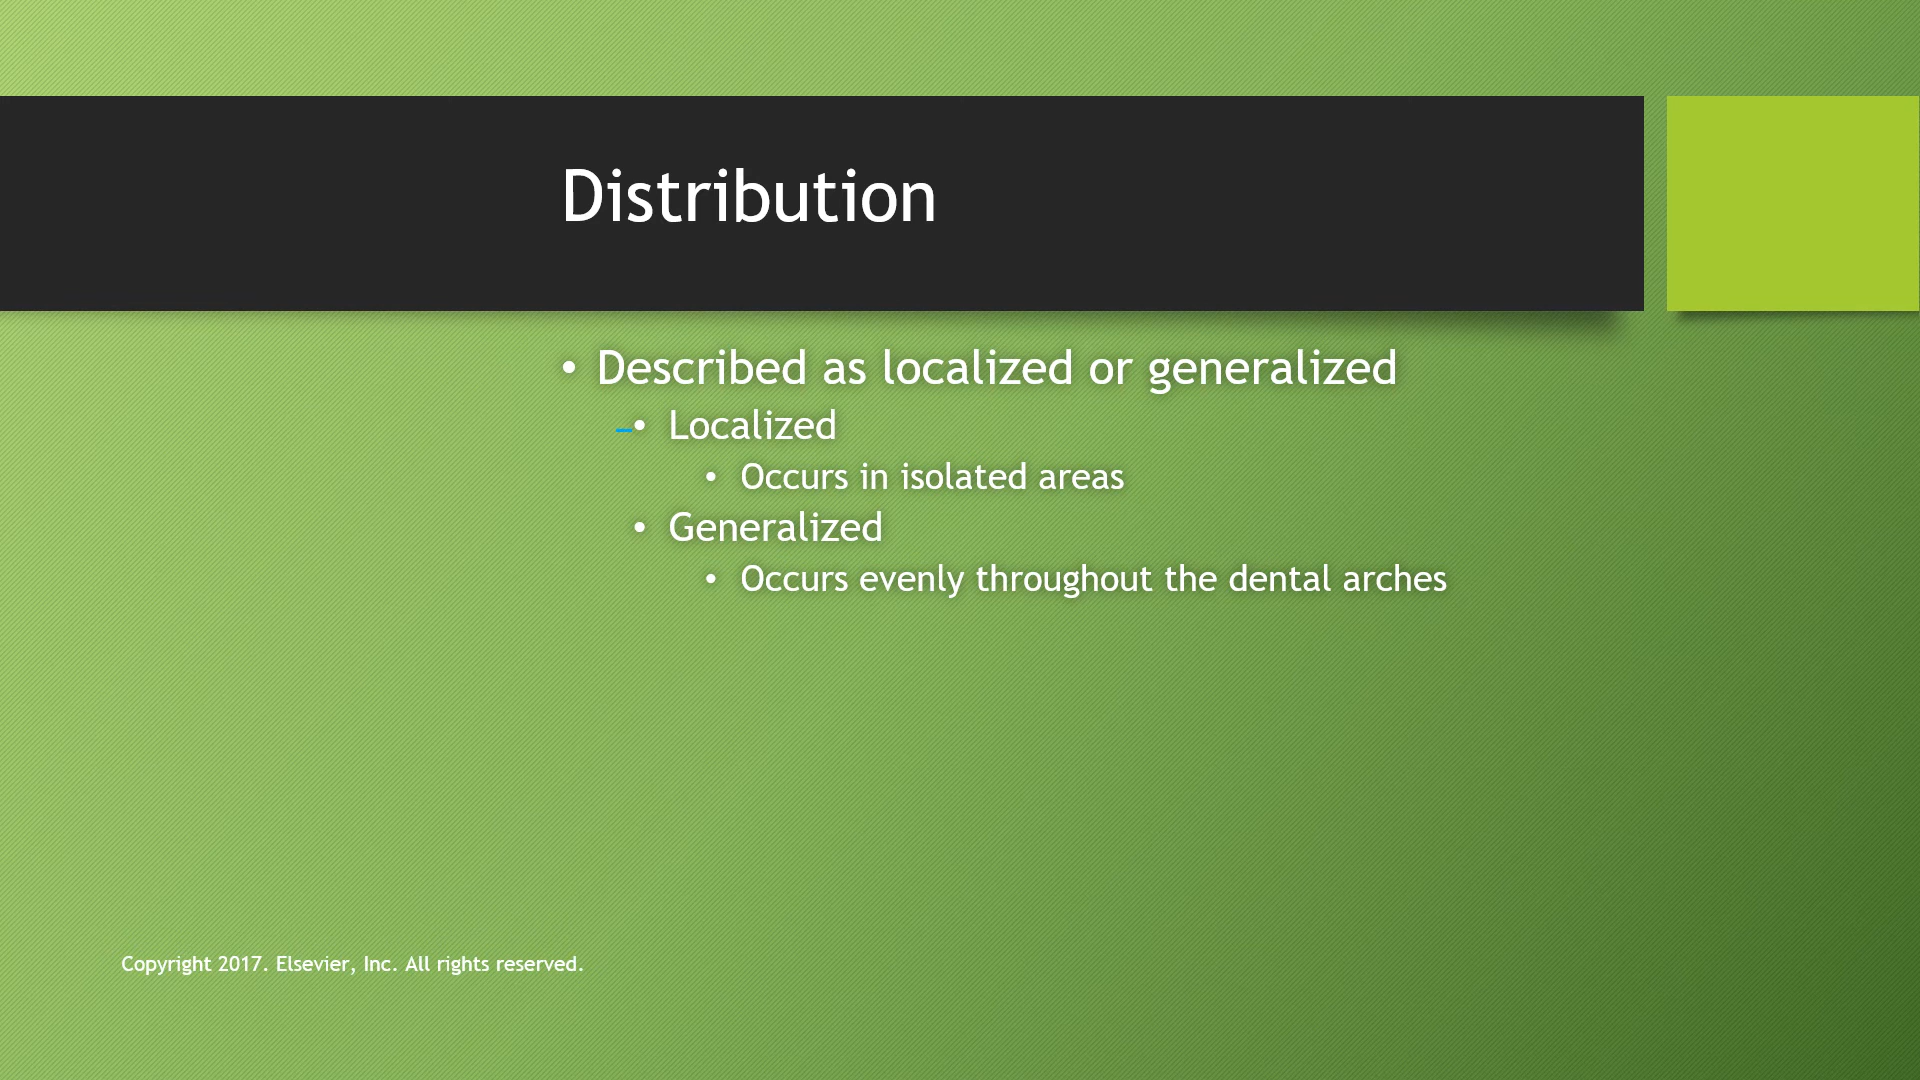 Distribution
• Described as localized or generalized
• Localized
• Occurs in isolated areas
• Generalized
• Occurs evenly throughout the dental arches
Copyright 2017. Elsevier, Inc. All rights reserved.